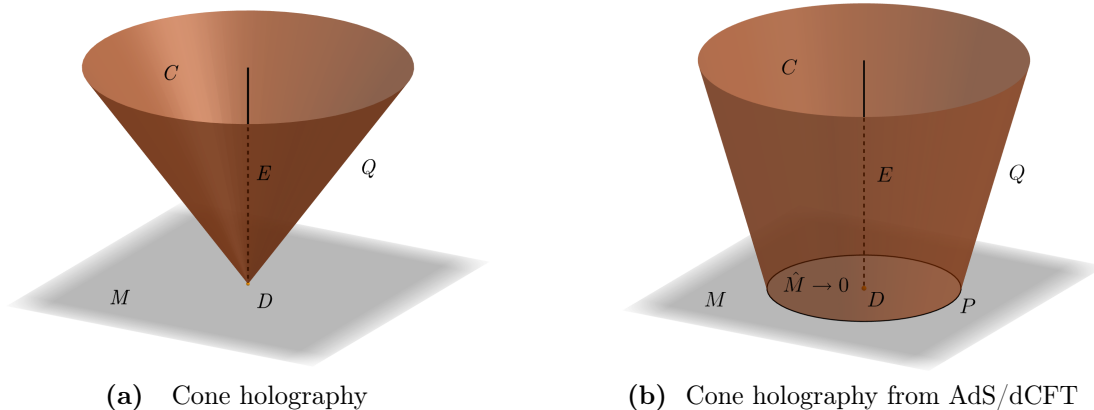 C
E
Q
M
D
(a) Cone holography
C
E
Q
M
M̂ → 0
D
P
(b) Cone holography from AdS/dCFT